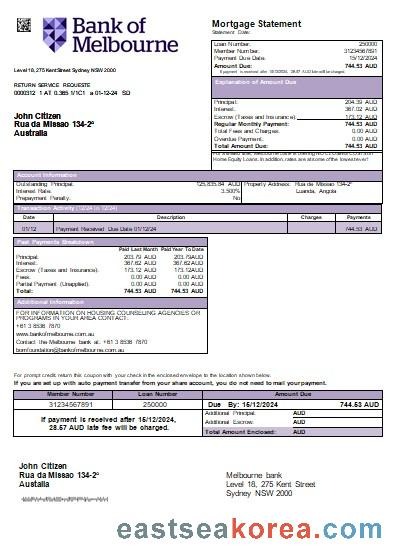 Bank of
Melbourne
Level 18, 275 Kent Street Sydney NSW 2000
RETURN SERVICE REQUESTE
0000312 1 AT 0.365 1/1C1 a 01-12-24 SD
John Citizen
Rua da Missao 134-2º
Australia
Mortgage Statement
Statement Date:
Loan Number: 250000
Member Number: 31234567891
Payment Due Date: 15/12/2024
Amount Due: 744.53 AUD
If payment is received after 15/12/2024, 28.57 AUD late will be charged.
Explanation of Amount Due
Principal: 204.39 AUD
Interest: 367.02 AUD
Escrow (Taxes and Insurance): 173.12 AUD
Regular Monthly Payment: 744.53 AUD
Total Fees and Charges: 0.00 AUD
Overdue Payment: 0.00 AUD
Total Amount Due: 744.53 AUD
Home Equity Loans. In addition, rates are at some of the lowest ever!
Account Information
Outstanding Principal: 125,835.84 AUD
Interest Rate: 3.500%
Prepayment Penalty: No
Property Address: Rua da Missao 134-2º
Luanda, Angola
Transaction Activity (12/24 to 12/24)
Date Description Charges Payments
01/12 Payment Received Due Date 01/12/24 744.53 AUD
Past Payments Breakdown
Paid Last Month Paid Year To Date
Principal: 203.79 AUD 203.79AUD
Interest: 367.62 AUD 367.62AUD
Escrow (Taxes and Insurance): 173.12 AUD 173.12AUD
Fees: 0.00 AUD 0.00 AUD
Partial Payment (Unapplied): 0.00 AUD 0.00 AUD
Total: 744.53 AUD 744.53 AUD
Additional Information
FOR INFORMATION ON HOUSING COUNSELING AGENCIES OR
PROGRAMS IN YOUR AREA CONTACT:
+61 3 8536 7870
www.bankofmelbourne.com.au
Contact the Melbourne bank at: +61 3 8536 7870
bomfoundation@bankofmelbourne.com.au
For prompt credit return this coupon with your check in the enclosed envelope to the location shown below.
If you are set up with auto payment transfer from your share account, you do not need to mail your payment.
Member Number Loan Number Amount Due
31234567891 250000 Due By: 15/12/2024 744.53 AUD
If payment is received after 15/12/2024,
28.57 AUD late fee will be charged.
Additional Principal: AUD
Additional Escrow: AUD
Total Amount Enclosed: AUD
John Citizen
Rua da Missao 134-2º
Australia
Melbourne bank
Level 18, 275 Kent Street
Sydney NSW 2000
eastseakorea.com